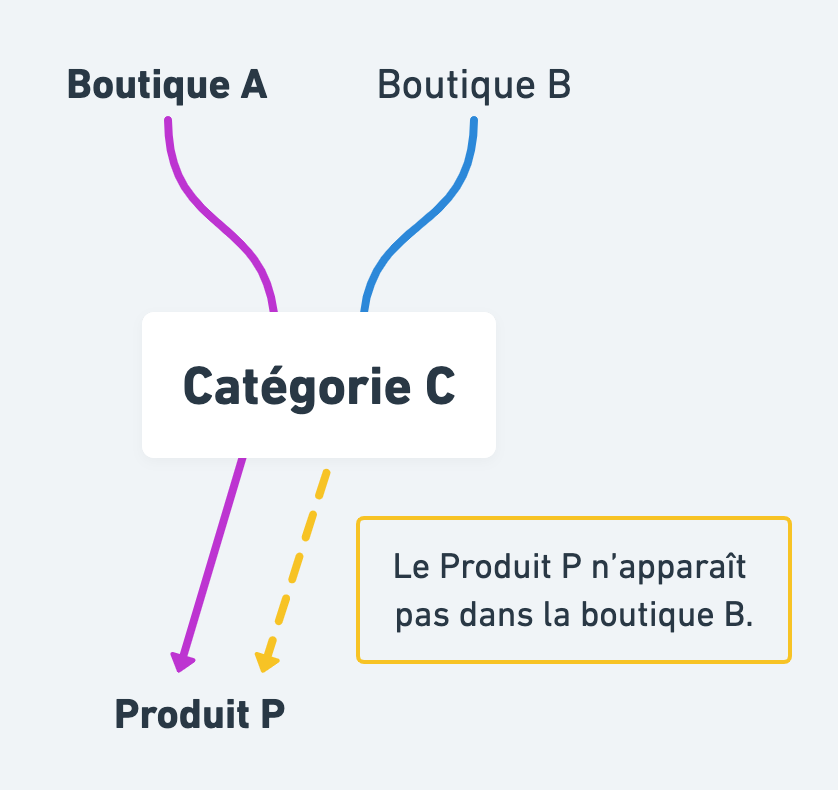 Boutique A
Boutique B
Catégorie C
Le Produit P n’apparaît
pas dans la boutique B.
Produit P